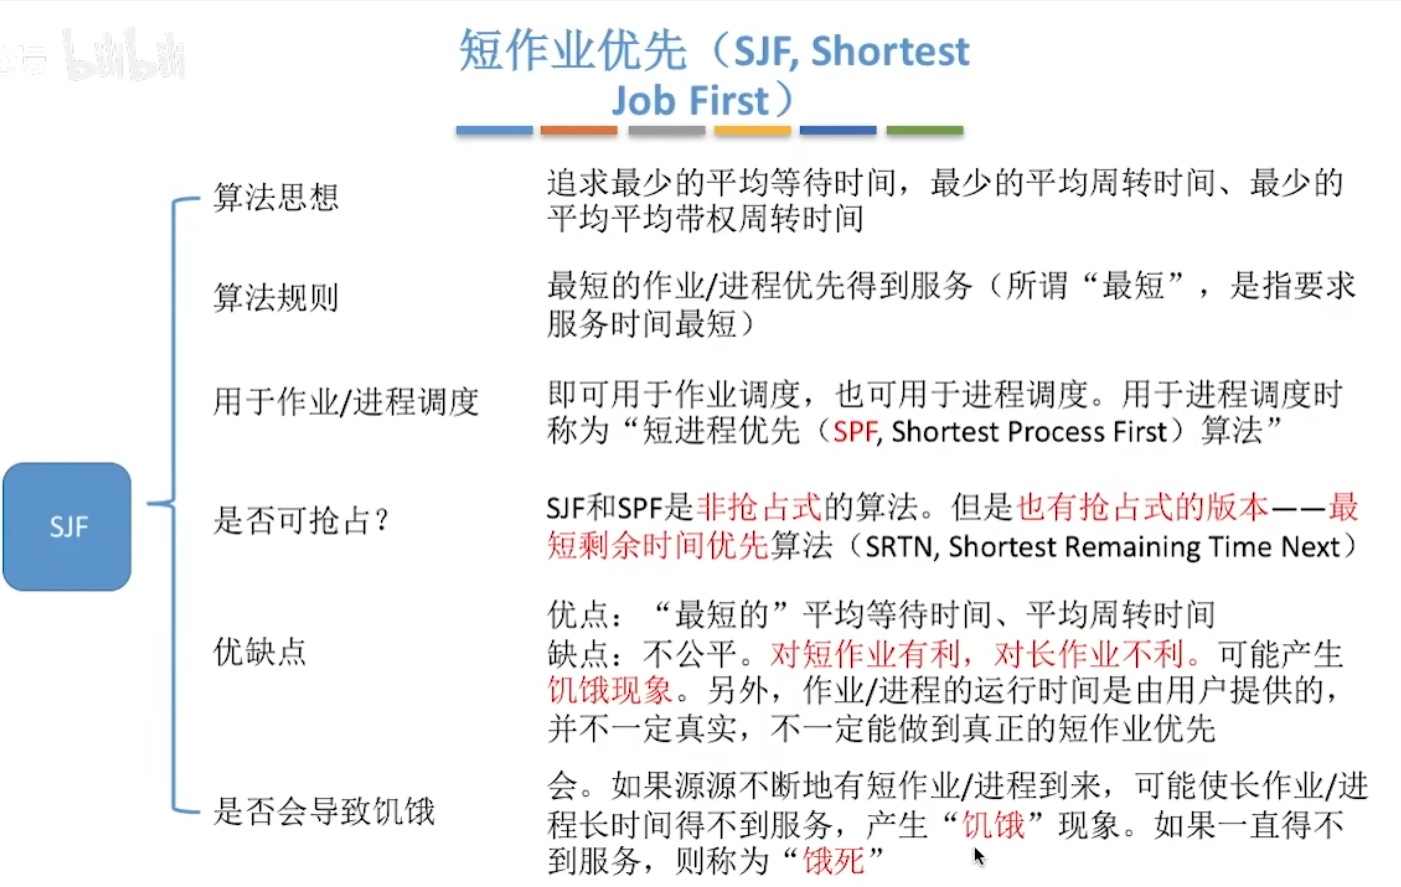 bilibili
短作业优先（SJF, Shortest
Job First）
SJF
算法思想
追求最少的平均等待时间，最少的平均周转时间、最少的
平均平均带权周转时间
算法规则
最短的作业/进程优先得到服务（所谓“最短”，是指要求
服务时间最短）
用于作业/进程调度
即可用于作业调度，也可用于进程调度。用于进程调度时
称为“短进程优先（SPF, Shortest Process First）算法”
是否可抢占？
SJF和SPF是非抢占式的算法。但是也有抢占式的版本——最
短剩余时间优先算法（SRTN, Shortest Remaining Time Next）
优缺点
优点：“最短的”平均等待时间、平均周转时间
缺点：不公平。对短作业有利，对长作业不利。可能产生
饥饿现象。另外，作业/进程的运行时间是由用户提供的，
并不一定真实，不一定能做到真正的短作业优先
是否会导致饥饿
会。如果源源不断地有短作业/进程到来，可能使长作业/进
程长时间得不到服务，产生“饥饿”现象。如果一直得不
到服务，则称为“饿死”